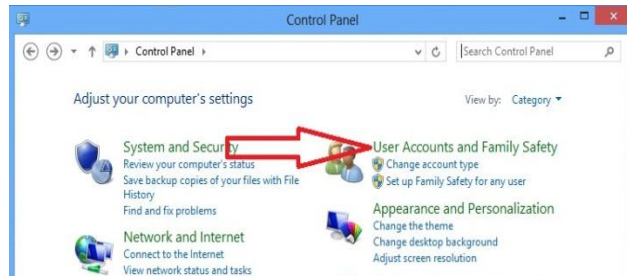 Control Panel
Control Panel
Search Control Panel
Adjust your computer's settings
View by: Category
System and Security
Review your computer's status
Save backup copies of your files with File
History
Find and fix problems
Network and Internet
Connect to the Internet
View network status and tasks
User Accounts and Family Safety
Change account type
Set up Family Safety for any user
Appearance and Personalization
Change the theme
Change desktop background
Adjust screen resolution